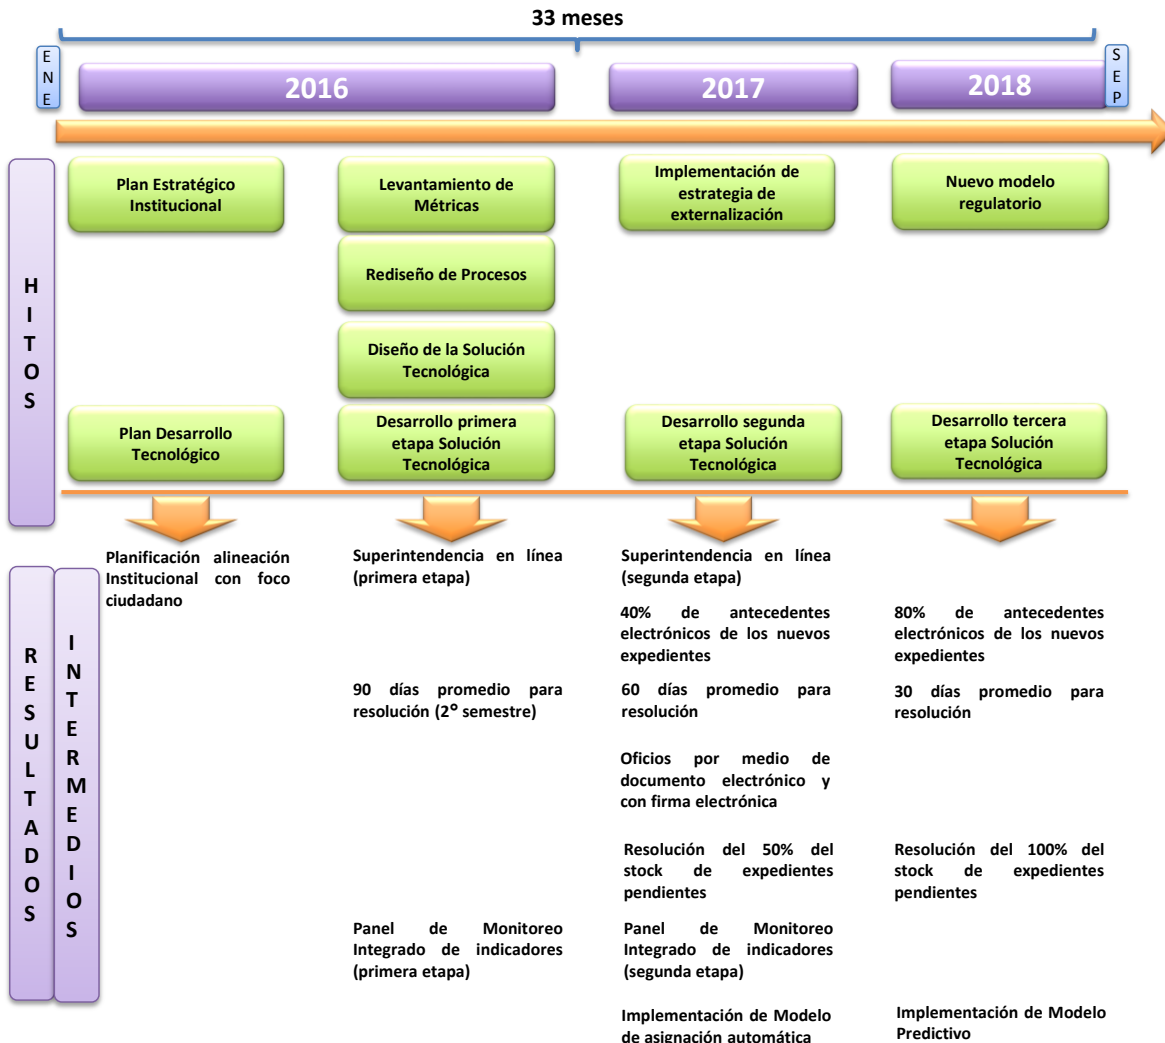 33 meses
ENE
2016
2017
2018
SEP
HITOS
Plan Estratégico
Institucional
Levantamiento de
Métricas
Implementación de
estrategia de
externalización
Nuevo modelo
regulatorio
Rediseño de Procesos
Diseño de la Solución
Tecnológica
Plan Desarrollo
Tecnológico
Desarrollo primera
etapa Solución
Tecnológica
Desarrollo segunda
etapa Solución
Tecnológica
Desarrollo tercera
etapa Solución
Tecnológica
RESULTADOS
INTERMEDIOS
Planificación alineación
Institucional con foco
ciudadano
Superintendencia en línea
(primera etapa)
Superintendencia en línea
(segunda etapa)
40% de antecedentes
electrónicos de los nuevos
expedientes
80% de antecedentes
electrónicos de los nuevos
expedientes
90 días promedio para
resolución (2° semestre)
60 días promedio para
resolución
30 días promedio para
resolución
Oficios por medio de
documento electrónico y
con firma electrónica
Resolución del 50% del
stock de expedientes
pendientes
Resolución del 100% del
stock de expedientes
pendientes
Panel de Monitoreo
Integrado de indicadores
(primera etapa)
Panel de Monitoreo
Integrado de indicadores
(segunda etapa)
Implementación de Modelo
de asignación automática
Implementación de Modelo
Predictivo